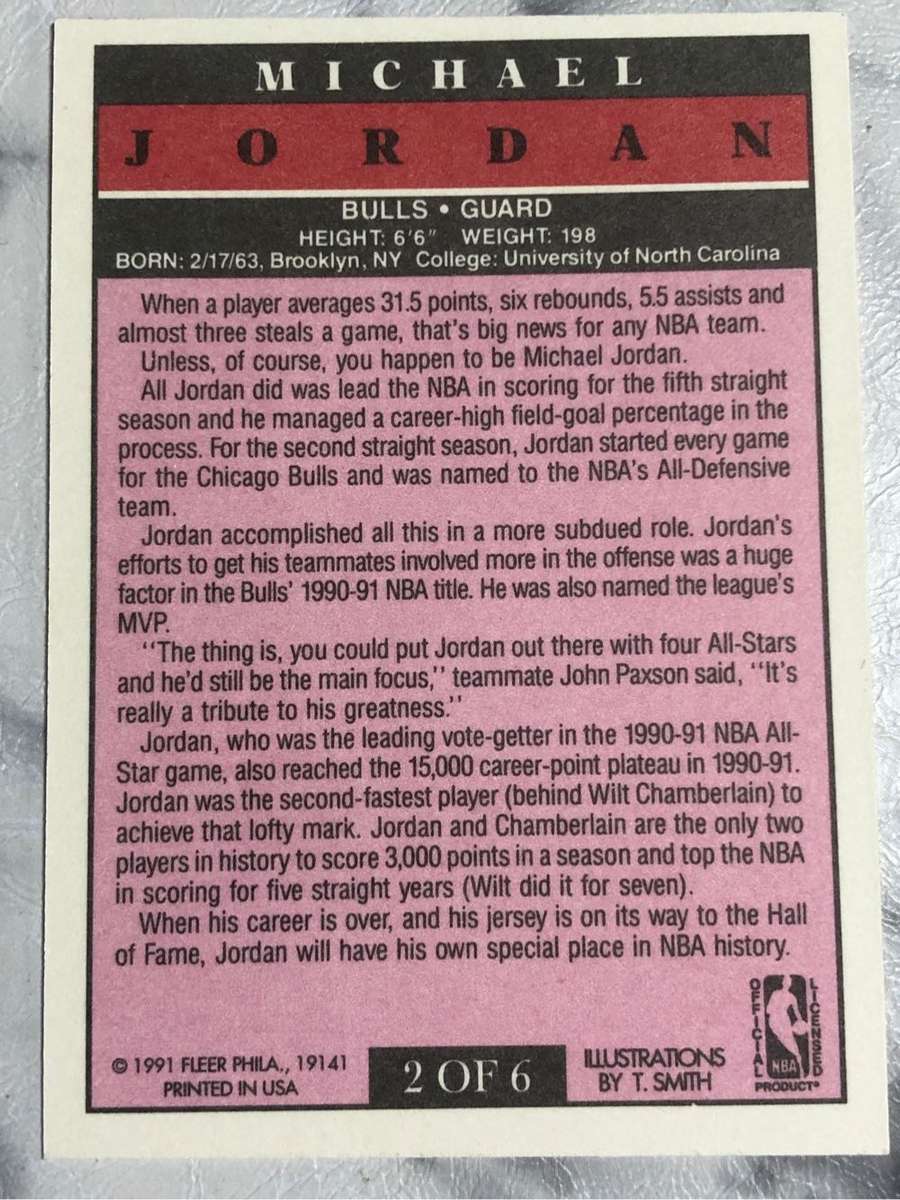 MICHAEL
JORDAN
BULLS • GUARD
HEIGHT: 6'6" WEIGHT: 198
BORN: 2/17/63, Brooklyn, NY College: University of North Carolina
When a player averages 31.5 points, six rebounds, 5.5 assists and
almost three steals a game, that's big news for any NBA team.
Unless, of course, you happen to be Michael Jordan.
All Jordan did was lead the NBA in scoring for the fifth straight
season and he managed a career-high field-goal percentage in the
process. For the second straight season, Jordan started every game
for the Chicago Bulls and was named to the NBA's All-Defensive
team.
Jordan accomplished all this in a more subdued role. Jordan's
efforts to get his teammates involved more in the offense was a huge
factor in the Bulls' 1990-91 NBA title. He was also named the league's
MVP.
"The thing is, you could put Jordan out there with four All-Stars
and he'd still be the main focus," teammate John Paxson said, "It's
really a tribute to his greatness."
Jordan, who was the leading vote-getter in the 1990-91 NBA All-
Star game, also reached the 15,000 career-point plateau in 1990-91.
Jordan was the second-fastest player (behind Wilt Chamberlain) to
achieve that lofty mark. Jordan and Chamberlain are the only two
players in history to score 3,000 points in a season and top the NBA
in scoring for five straight years (Wilt did it for seven).
When his career is over, and his jersey is on its way to the Hall
of Fame, Jordan will have his own special place in NBA history.
© 1991 FLEER PHILA., 19141
PRINTED IN USA
2 OF 6
ILLUSTRATIONS
BY T. SMITH
OFFICIAL
NBA
LICENSED
PRODUCT®